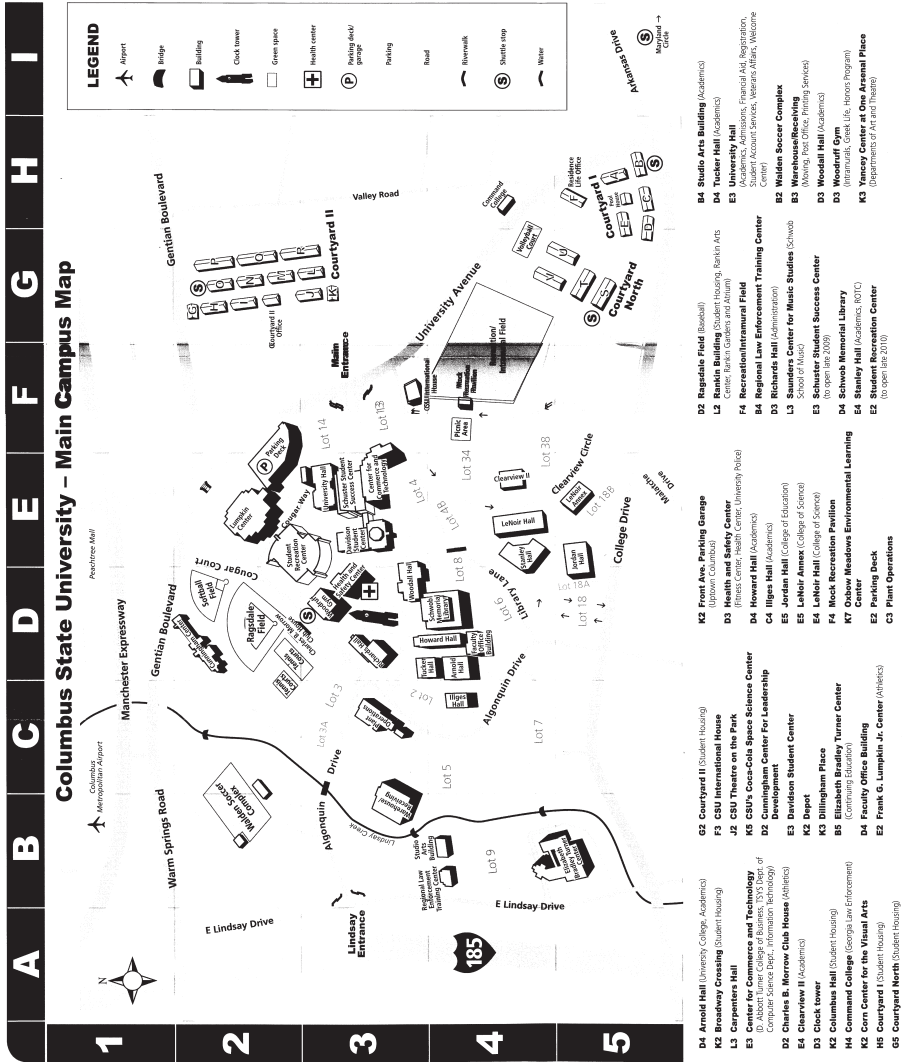 Columbus State University – Main Campus Map
A
B
C
D
E
F
G
H
I
1
2
3
4
5
LEGEND
Airport
Bridge
Building
Clock tower
Green space
Health center
Parking deck/
garage
Parking
Road
Riverwalk
Shuttle stop
Water
N
Columbus
Metropolitan Airport
Manchester Expressway
Peachtree Mall
Warm Springs Road
Gentian Boulevard
Gentian Boulevard
Valley Road
Cougar Court
Cougar Way
Walden Soccer
Complex
Cunningham Center
Softball
Field
Ragsdale
Field
Tennis
Courts
Tennis
Courts
Charles B. Morrow
Lumpkin
Center
Parking
Deck
P
Student
Recreation
Center
University Hall
Schuster Student
Success Center
Center for
Commerce and
Technology
Davidson
Student
Center
Health and
Safety Center
Woodruff
Gym
Woodall Hall
Richards Hall
Schwob
Memorial
Library
Howard Hall
Faculty
Office
Building
Tucker
Hall
Arnold
Hall
Illges
Hall
Plant
Operations
Warehouse/
Receiving
Studio
Arts
Building
Regional Law
Enforcement
Training Center
Elizabeth
Bradley Turner
Center
E Lindsay Drive
E Lindsay Drive
Lindsay
Entrance
Lindsay Creek
Algonquin Drive
Algonquin Drive
185
Lot 3
Lot 3A
Lot 2
Lot 5
Lot 7
Lot 9
Lot 6
Lot 8
Lot 4
Lot 4B
Lot 14
Lot 34
Lot 38
Lot 18
Lot 18A
Lot 18B
Library Lane
Stanley
Hall
LeNoir Hall
Jordan
Hall
LeNoir
Annex
Clearview II
Clearview Circle
College Drive
Malarche
Drive
Picnic
Area
Mock
Recreation
Pavilion
Recreation/
Intramural Field
CSU International
House
Main
Entrance
University Avenue
Courtyard II
Courtyard II
Office
G
H
I
J
K
L
M
N
O
P
Q
R
S
Command
College
Volleyball
Court
Courtyard
North
S
T
U
V
Courtyard I
Residence
Life Office
Pool
House
A
B
C
D
E
F
S
Arkansas Drive
Maryland →
Circle
D4 Arnold Hall (University College, Academics)
K2 Broadway Crossing (Student Housing)
L3 Carpenters Hall
E3 Center for Commerce and Technology
(D. Abbott Turner College of Business, TSYS Dept. of
Computer Science Dept., Information Technology)
D2 Charles B. Morrow Club House (Athletics)
E4 Clearview II (Academics)
D3 Clock tower
K2 Columbus Hall (Student Housing)
H4 Command College (Georgia Law Enforcement)
K2 Corn Center for the Visual Arts
H5 Courtyard I (Student Housing)
G5 Courtyard North (Student Housing)
G2 Courtyard II (Student Housing)
F3 CSU International House
J2 CSU Theatre on the Park
K5 CSU's Coca-Cola Space Science Center
D2 Cunningham Center For Leadership
Development
E3 Davidson Student Center
K2 Depot
K3 Dillingham Place
B5 Elizabeth Bradley Turner Center
(Continuing Education)
D4 Faculty Office Building
E2 Frank G. Lumpkin Jr. Center (Athletics)
K2 Front Ave. Parking Garage
(Uptown Columbus)
D3 Health and Safety Center
(Fitness Center, Health Center, University Police)
D4 Howard Hall (Academics)
C4 Illges Hall (Academics)
E5 Jordan Hall (College of Education)
E5 LeNoir Annex (College of Science)
E4 LeNoir Hall (College of Science)
F4 Mock Recreation Pavilion
K7 Oxbow Meadows Environmental Learning
Center
E2 Parking Deck
C3 Plant Operations
D2 Ragsdale Field (Baseball)
L2 Rankin Building (Student Housing, Rankin Arts
Center, Rankin Gardens and Atrium)
F4 Recreation/Intramural Field
B4 Regional Law Enforcement Training Center
D3 Richards Hall (Administration)
L3 Saunders Center for Music Studies (Schwob
School of Music)
E3 Schuster Student Success Center
(to open late 2009)
D4 Schwob Memorial Library
E4 Stanley Hall (Academics, ROTC)
E2 Student Recreation Center
(to open late 2010)
B4 Studio Arts Building (Academics)
D4 Tucker Hall (Academics)
E3 University Hall
(Academics, Admissions, Financial Aid, Registration,
Student Account Services, Veterans Affairs, Welcome
Center)
B2 Walden Soccer Complex
B3 Warehouse/Receiving
(Moving, Post Office, Printing Services)
D3 Woodall Hall (Academics)
D3 Woodruff Gym
(Intramurals, Greek Life, Honors Program)
K3 Yancey Center at One Arsenal Place
(Departments of Art and Theatre)